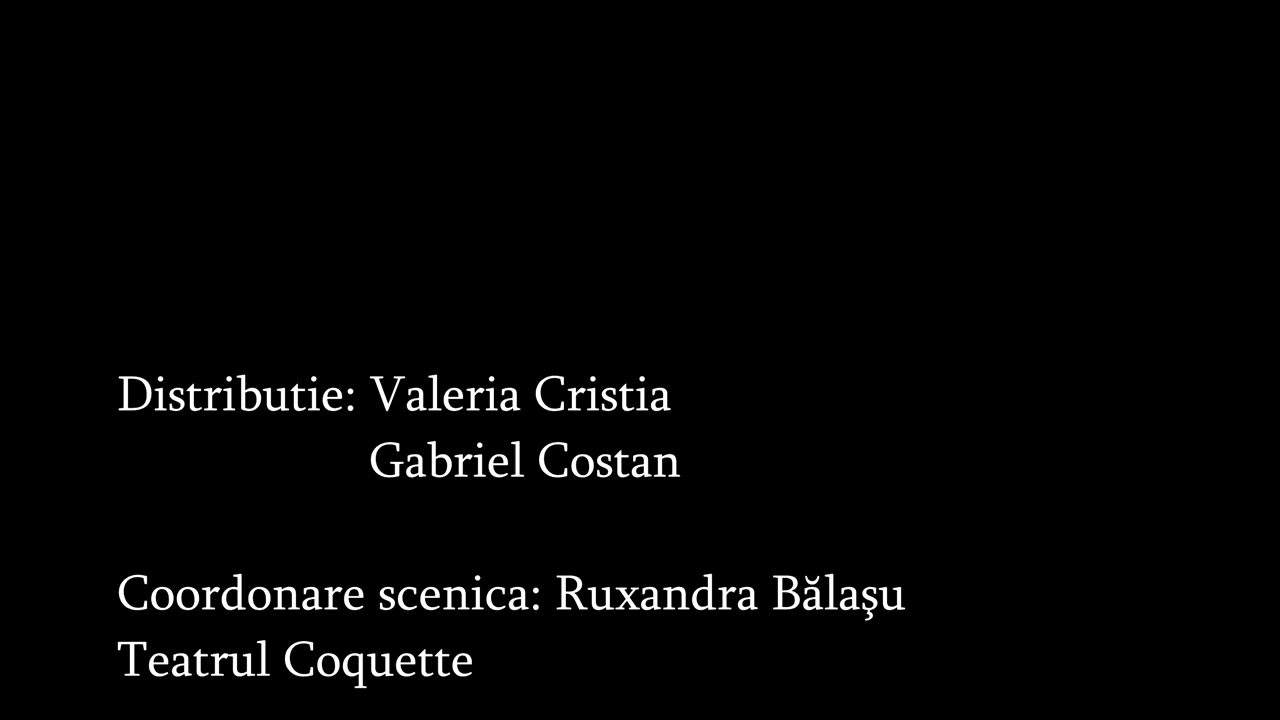 Distributie: Valeria Cristia
Gabriel Costan
Coordonare scenica: Ruxandra Bălaşu
Teatrul Coquette